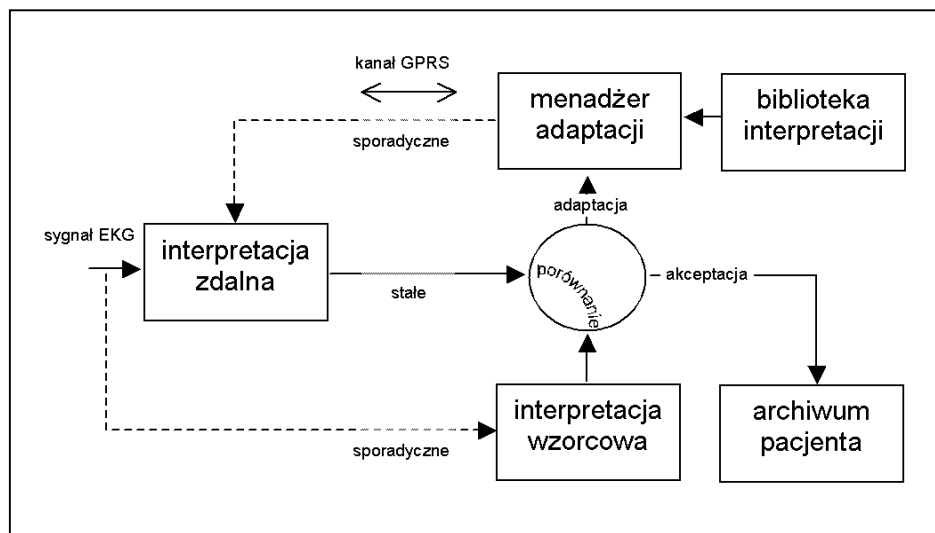 kanał GPRS
menadżer
adaptacji
biblioteka
interpretacji
sporadyczne
adaptacja
sygnał EKG
interpretacja
zdalna
stałe
porównanie
akceptacja
interpretacja
wzorcowa
archiwum
pacjenta
sporadyczne